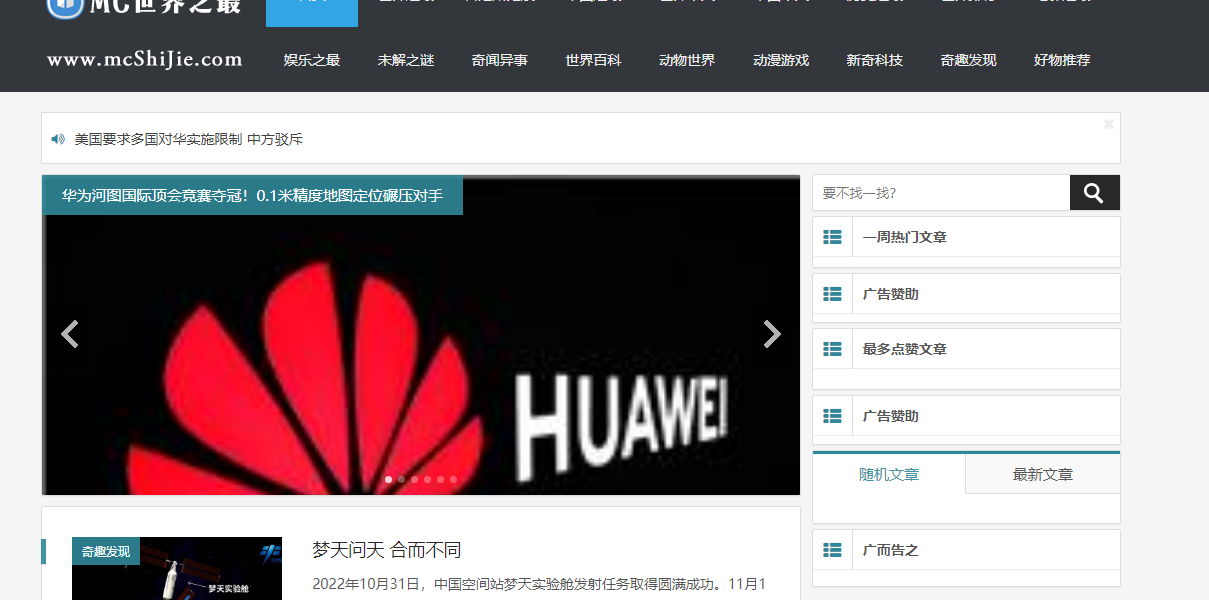 MC世界之最
www.mcShiJie.com
娱乐之最 未解之谜 奇闻异事 世界百科 动物世界 动漫游戏 新奇科技 奇趣发现 好物推荐
美国要求多国对华实施限制 中方驳斥
华为河图国际顶会竞赛夺冠！0.1米精度地图定位碾压对手
HUAWEI
要不找一找?
一周热门文章
广告赞助
最多点赞文章
广告赞助
随机文章 最新文章
广而告之
奇趣发现
梦天实验舱
梦天问天 合而不同
2022年10月31日，中国空间站梦天实验舱发射任务取得圆满成功。11月1